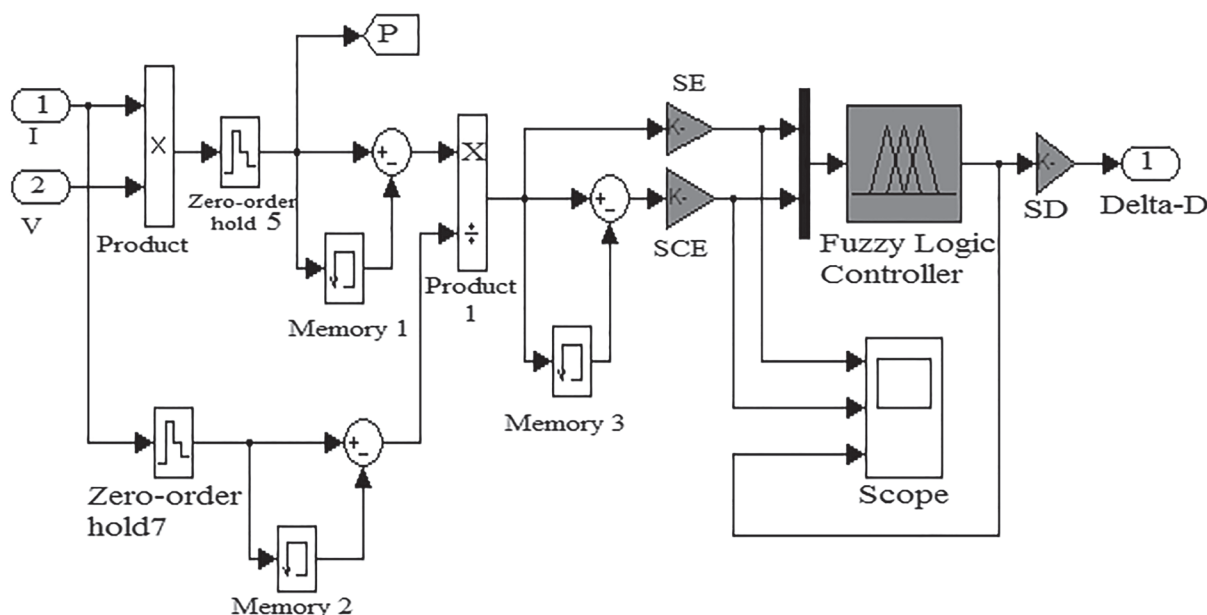 P
SE
1
I
X
X
K-
+
-
1
2
V
Zero-order
hold 5
Product
+
-
K-
SCE
K-
SD
Delta-D
÷
Product
1
Fuzzy Logic
Controller
Memory 1
Memory 3
+
-
Zero-order
hold7
Scope
Memory 2